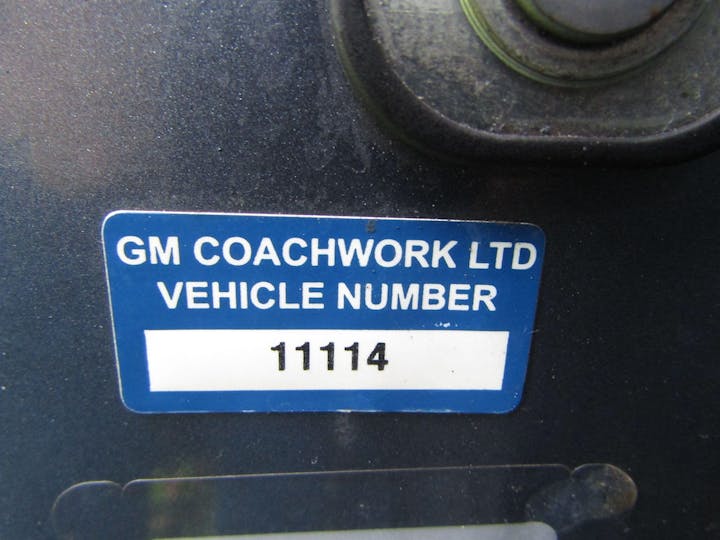 GM COACHWORK LTD
VEHICLE NUMBER
11114